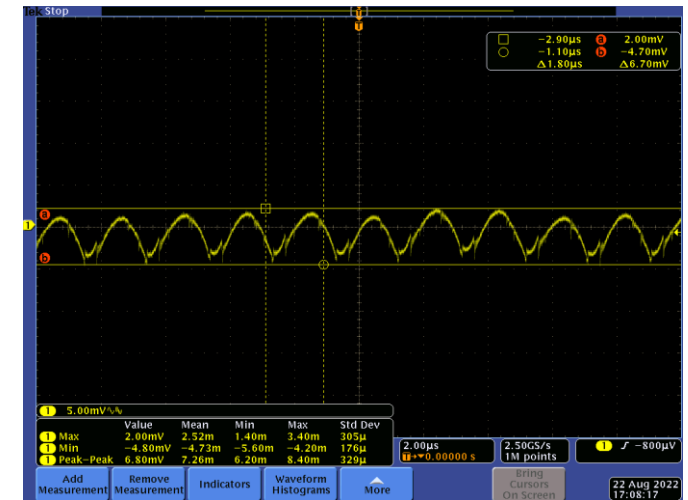 Tek Stop
T
−2.90µs a 2.00mV
−1.10µs b −4.70mV
Δ1.80µs Δ6.70mV
a
1
b
1 5.00mV
Value Mean Min Max Std Dev
1 Max 2.00mV 2.52m 1.40m 3.40m 305µ
1 Min −4.80mV −4.73m −5.60m −4.20m 176µ
1 Peak-Peak 6.80mV 7.26m 6.20m 8.40m 329µ
2.00µs
T→▼0.00000 s
2.50GS/s
1M points
1 −800µV
Add Measurement
Remove Measurement
Indicators
Waveform Histograms
More
Bring Cursors On Screen
22 Aug 2022
17:08:17